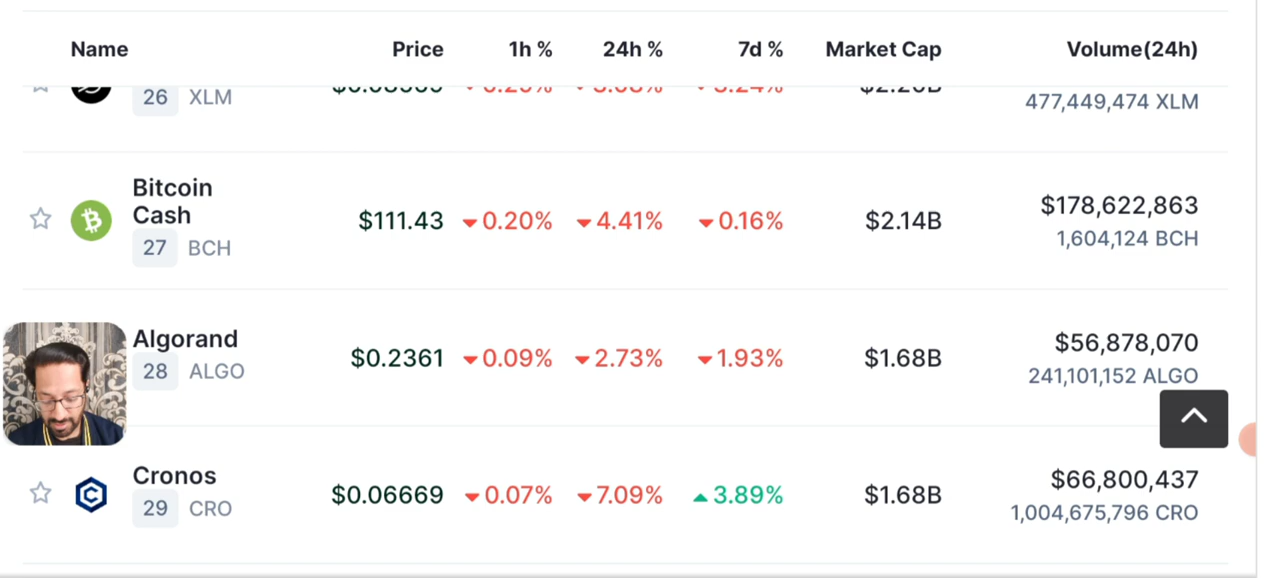 Name Price 1h % 24h % 7d % Market Cap Volume(24h)
26 XLM 477,449,474 XLM
Bitcoin
Cash
27 BCH
$111.43 0.20% 4.41% 0.16% $2.14B $178,622,863
1,604,124 BCH
Algorand
28 ALGO
$0.2361 0.09% 2.73% 1.93% $1.68B $56,878,070
241,101,152 ALGO
Cronos
29 CRO
$0.06669 0.07% 7.09% 3.89% $1.68B $66,800,437
1,004,675,796 CRO